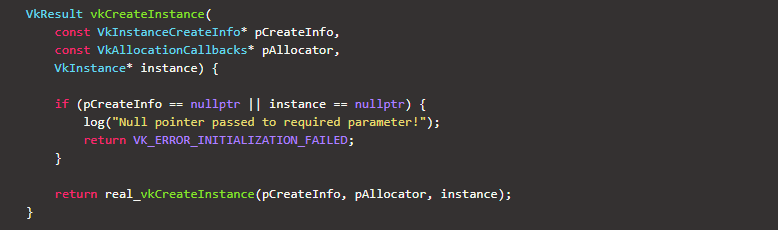 VkResult vkCreateInstance(
    const VkInstanceCreateInfo* pCreateInfo,
    const VkAllocationCallbacks* pAllocator,
    VkInstance* instance) {

    if (pCreateInfo == nullptr || instance == nullptr) {
        log("Null pointer passed to required parameter!");
        return VK_ERROR_INITIALIZATION_FAILED;
    }

    return real_vkCreateInstance(pCreateInfo, pAllocator, instance);
}